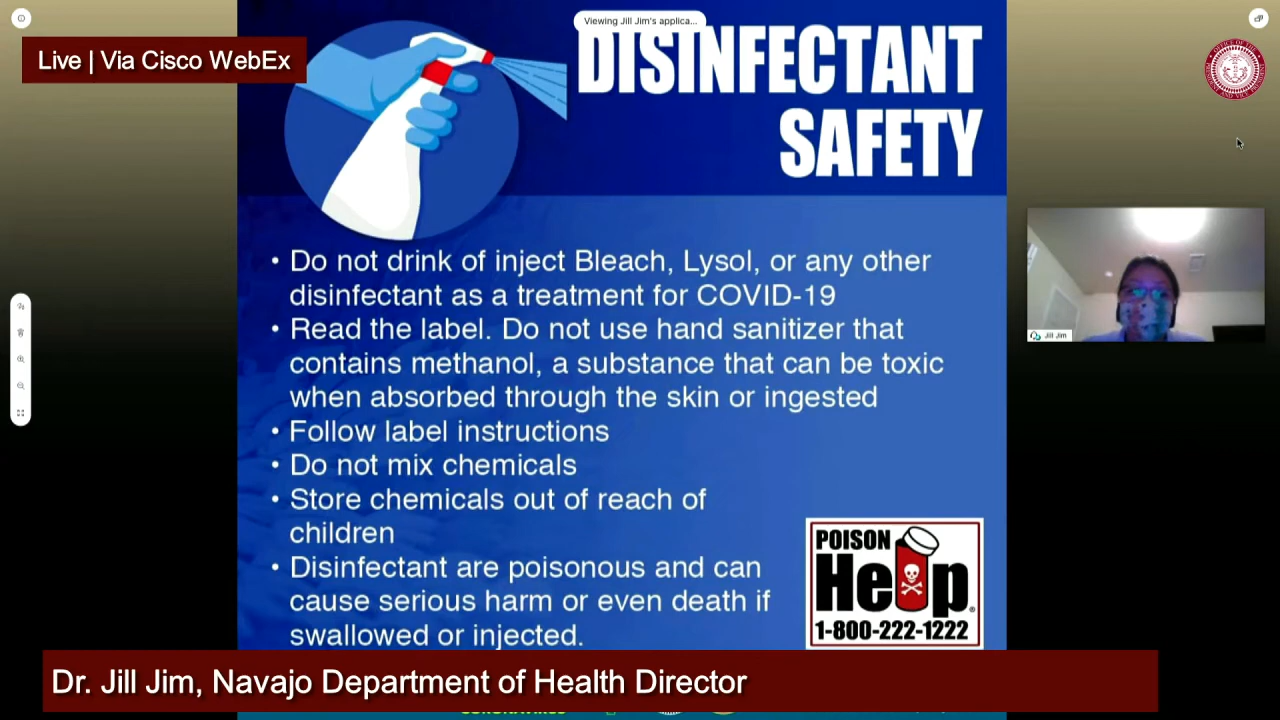 Viewing Jill Jim's applica...
Live | Via Cisco WebEx
DISINFECTANT
SAFETY
• Do not drink of inject Bleach, Lysol, or any other
disinfectant as a treatment for COVID-19
• Read the label. Do not use hand sanitizer that
contains methanol, a substance that can be toxic
when absorbed through the skin or ingested
• Follow label instructions
• Do not mix chemicals
• Store chemicals out of reach of
children
• Disinfectant are poisonous and can
cause serious harm or even death if
swallowed or injected.
POISON
Help®
1-800-222-1222
Jill Jim
Dr. Jill Jim, Navajo Department of Health Director